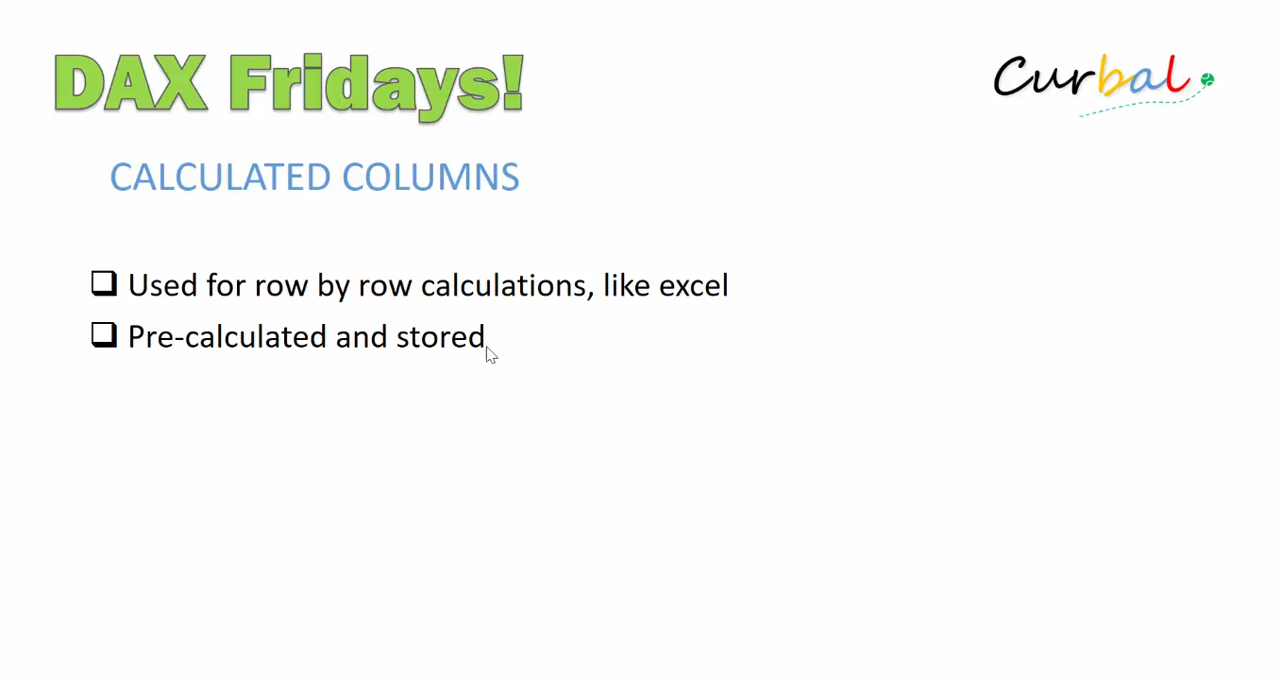 DAX Fridays!
Curbal
CALCULATED COLUMNS
Used for row by row calculations, like excel
Pre-calculated and stored